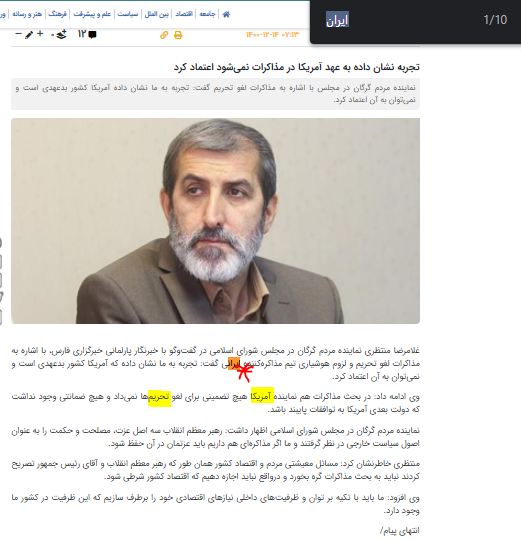 ایران
1/10
جامعه
اقتصاد
بین الملل
سیاست
علم و پیشرفت
فرهنگ
هنر و رسانه
ور
۱۴۰۰-۱۲-۱۴ ۰۷:۱۳
۱۲
۰
تجربه نشان داده به عهد آمریکا در مذاکرات نمی‌شود اعتماد کرد
نماینده مردم گرگان در مجلس با اشاره به مذاکرات لغو تحریم گفت: تجربه به ما نشان داده آمریکا کشور بدعهدی است و
نمی‌توان به آن اعتماد کرد.
غلامرضا منتظری نماینده مردم گرگان در مجلس شورای اسلامی در گفت‌وگو با خبرنگار پارلمانی خبرگزاری فارس، با اشاره به
مذاکرات لغو تحریم و لزوم هوشیاری تیم مذاکره‌کننده ایرانی گفت: تجربه به ما نشان داده که آمریکا کشور بدعهدی است و
نمی‌توان به آن اعتماد کرد.
وی ادامه داد: در بحث مذاکرات هم نماینده آمریکا هیچ تضمینی برای لغو تحریم‌ها نمی‌داد و هیچ ضمانتی وجود نداشت
که دولت بعدی آمریکا به توافقات پایبند باشد.
نماینده مردم گرگان در مجلس شورای اسلامی اظهار داشت: رهبر معظم انقلاب سه اصل عزت، مصلحت و حکمت را به عنوان
اصول سیاست خارجی در نظر گرفتند و ما اگر مذاکره‌ای هم داریم باید عزتمان در آن حفظ شود.
منتظری خاطرنشان کرد: مسائل معیشتی مردم و اقتصاد کشور همان طور که رهبر معظم انقلاب و آقای رئیس جمهور تصریح
کردند نباید به بحث مذاکرات گره بخورد و درواقع نباید اجازه دهیم که اقتصاد کشور شرطی شود.
وی افزود: ما باید با تکیه بر توان و ظرفیت‌های داخلی نیازهای اقتصادی خود را برطرف سازیم که این ظرفیت در کشور ما
وجود دارد.
انتهای پیام/